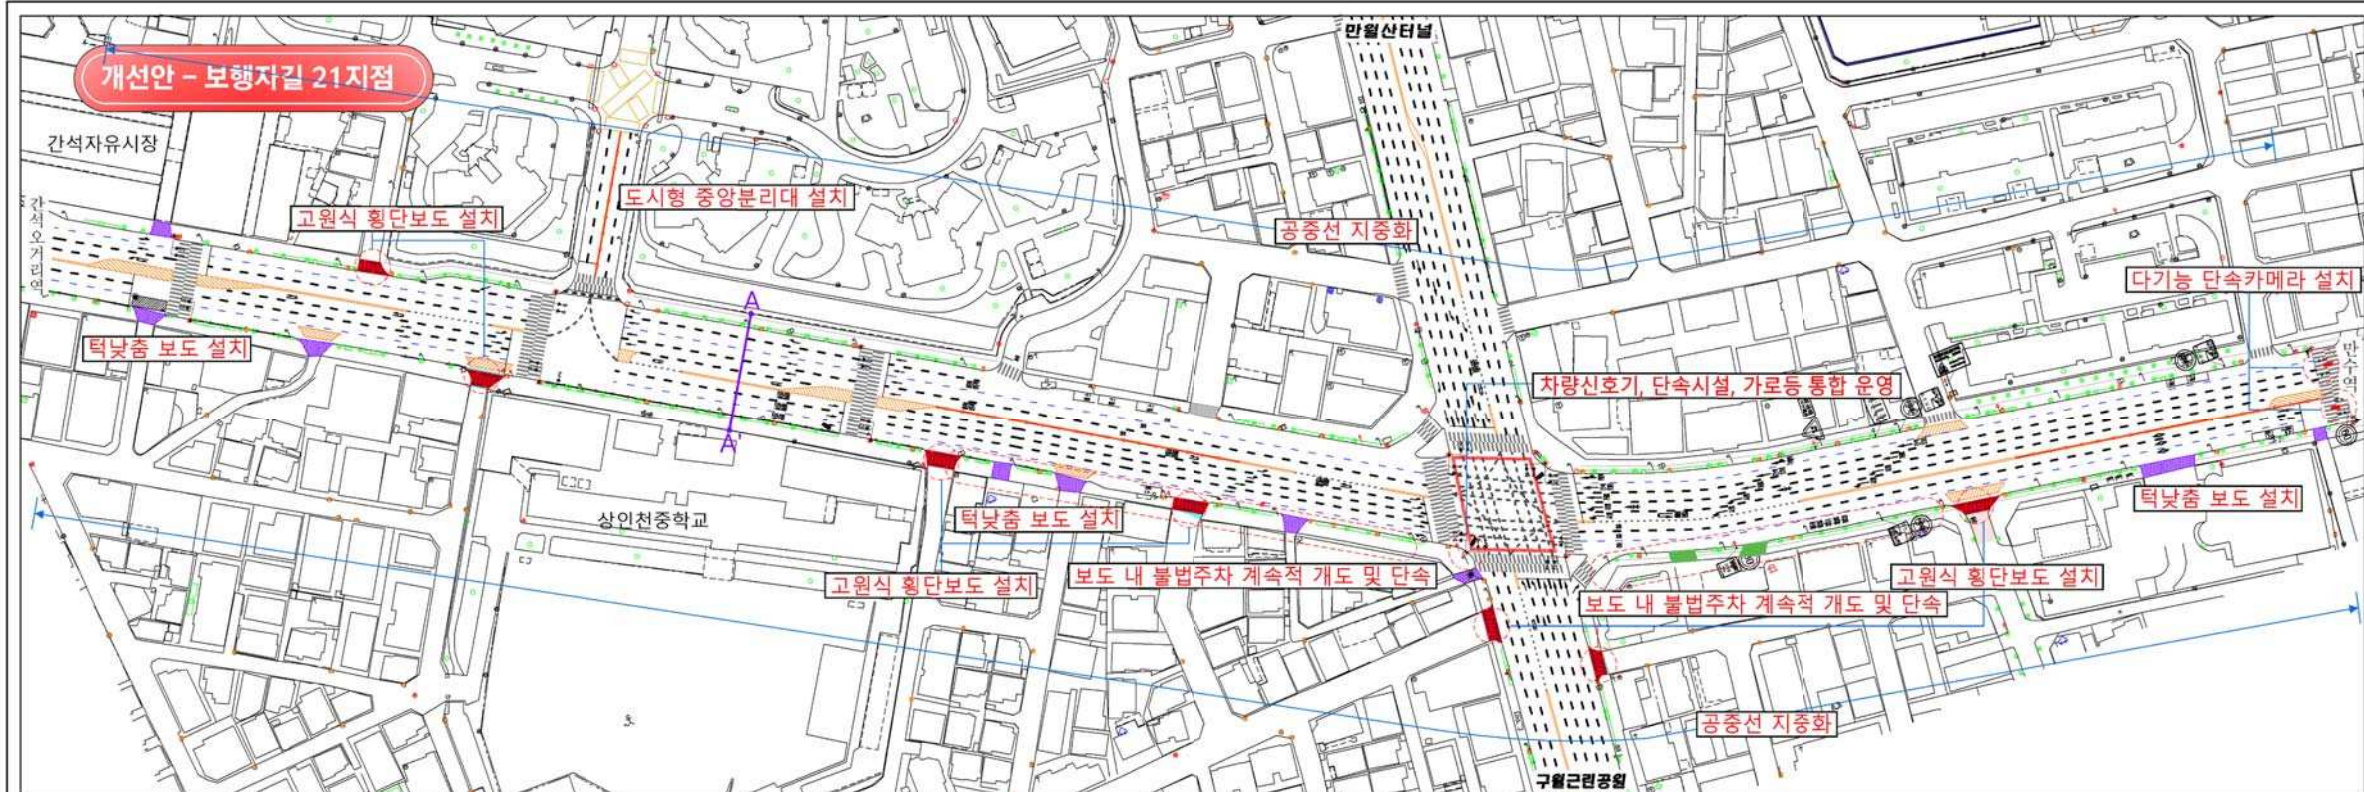 만월산터널
개선안 – 보행자길 21지점
간석자유시장
도시형 중앙분리대 설치
간석오거리역
고원식 횡단보도 설치
공중선 지중화
다기능 단속카메라 설치
A
턱낮춤 보도 설치
만수역
차량신호기, 단속시설, 가로등 통합 운영
A'
턱낮춤 보도 설치
상인천중학교
턱낮춤 보도 설치
보도 내 불법주차 계속적 개도 및 단속
고원식 횡단보도 설치
고원식 횡단보도 설치
보도 내 불법주차 계속적 개도 및 단속
공중선 지중화
구월근린공원